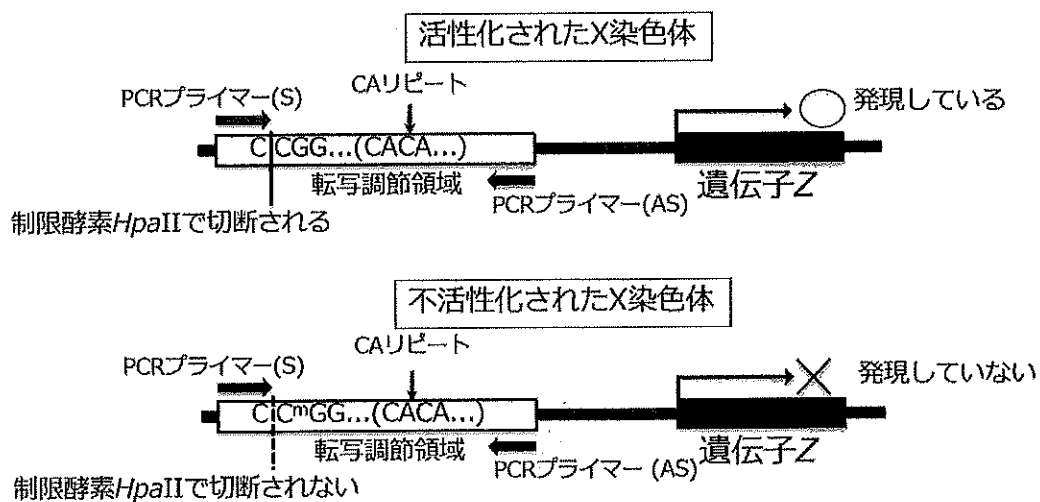 活性化されたX染色体
CAリピート
PCRプライマー(S)
発現している
CCGG...(CACA...)
転写調節領域
遺伝子Z
PCRプライマー(AS)
制限酵素HpaIIで切断される
不活性化されたX染色体
CAリピート
PCRプライマー(S)
発現していない
CCᵐGG...(CACA...)
転写調節領域
遺伝子Z
PCRプライマー (AS)
制限酵素HpaIIで切断されない